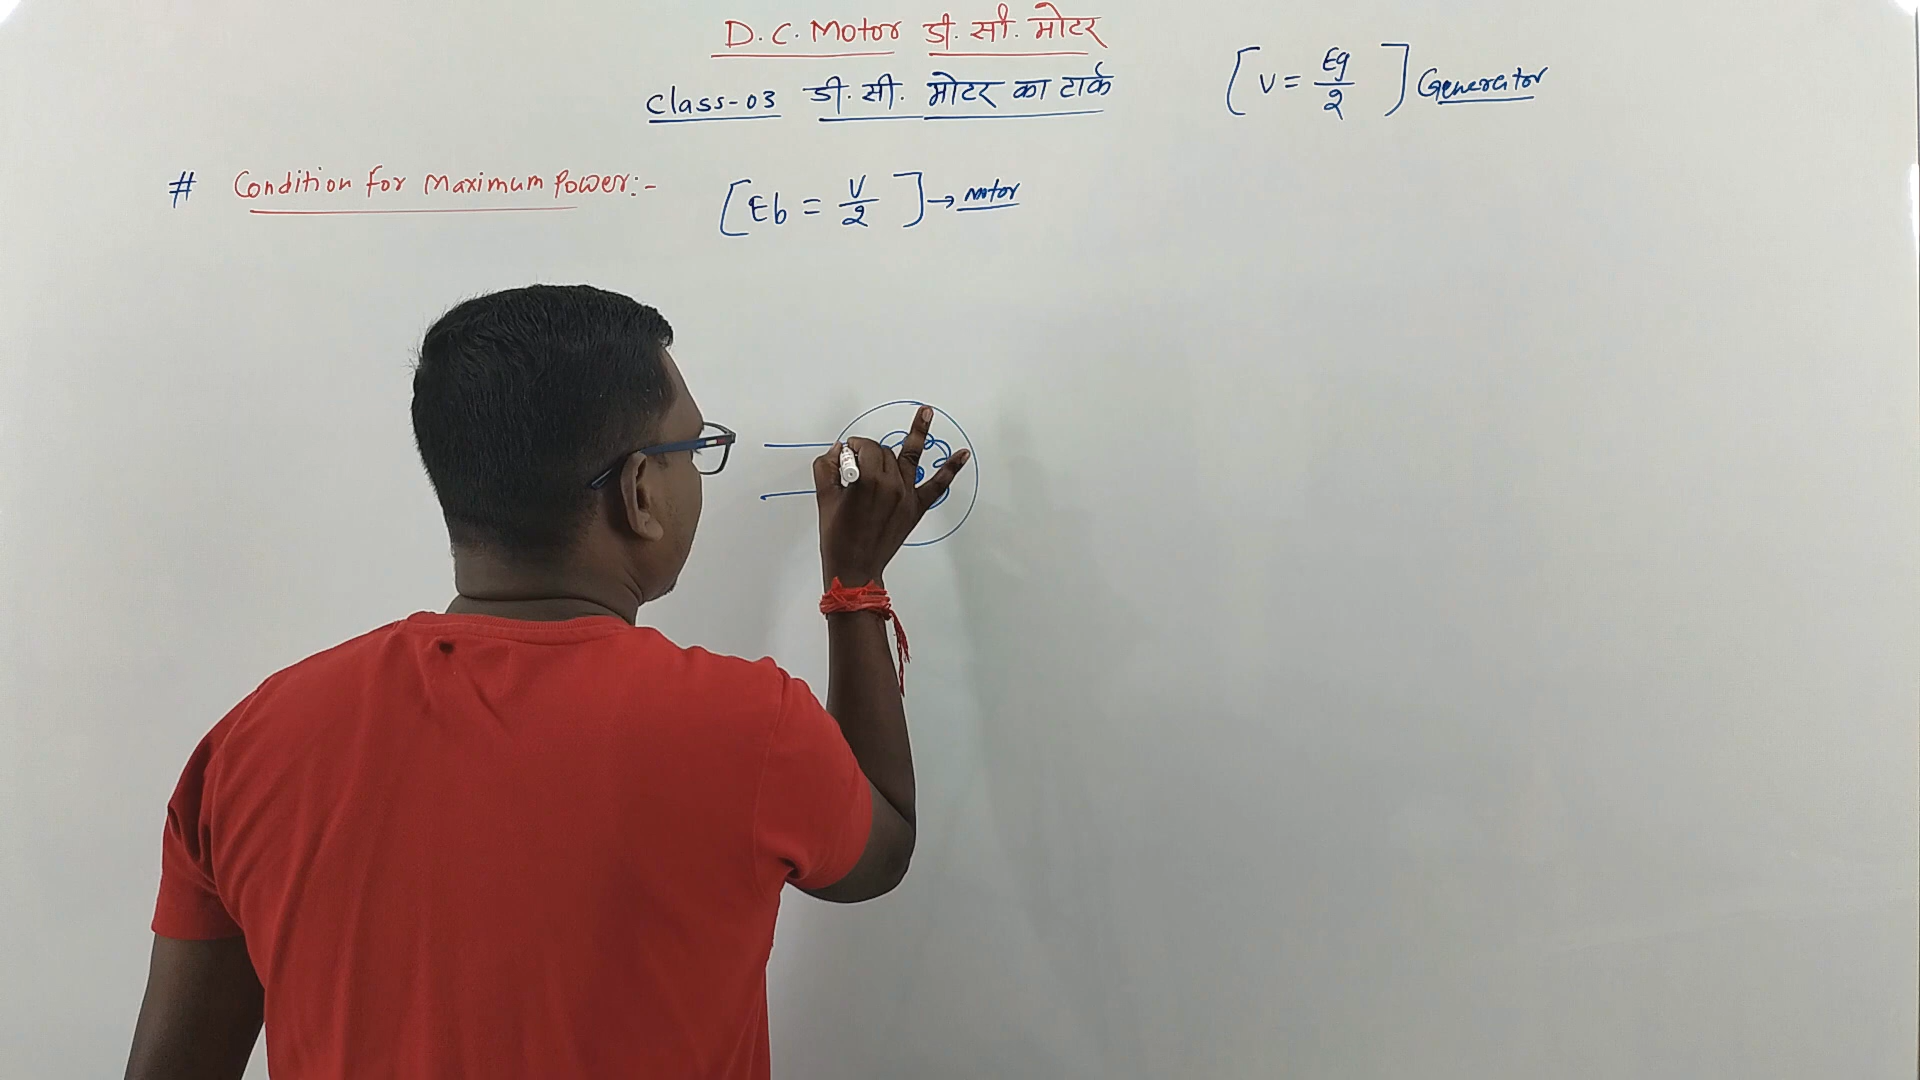 D.C. Motor डी. सी. मोटर
Class-03 डी. सी. मोटर का टार्क
[V = Eg/2] Generator
# Condition for Maximum Power:-
[Eb = V/2] → Motor